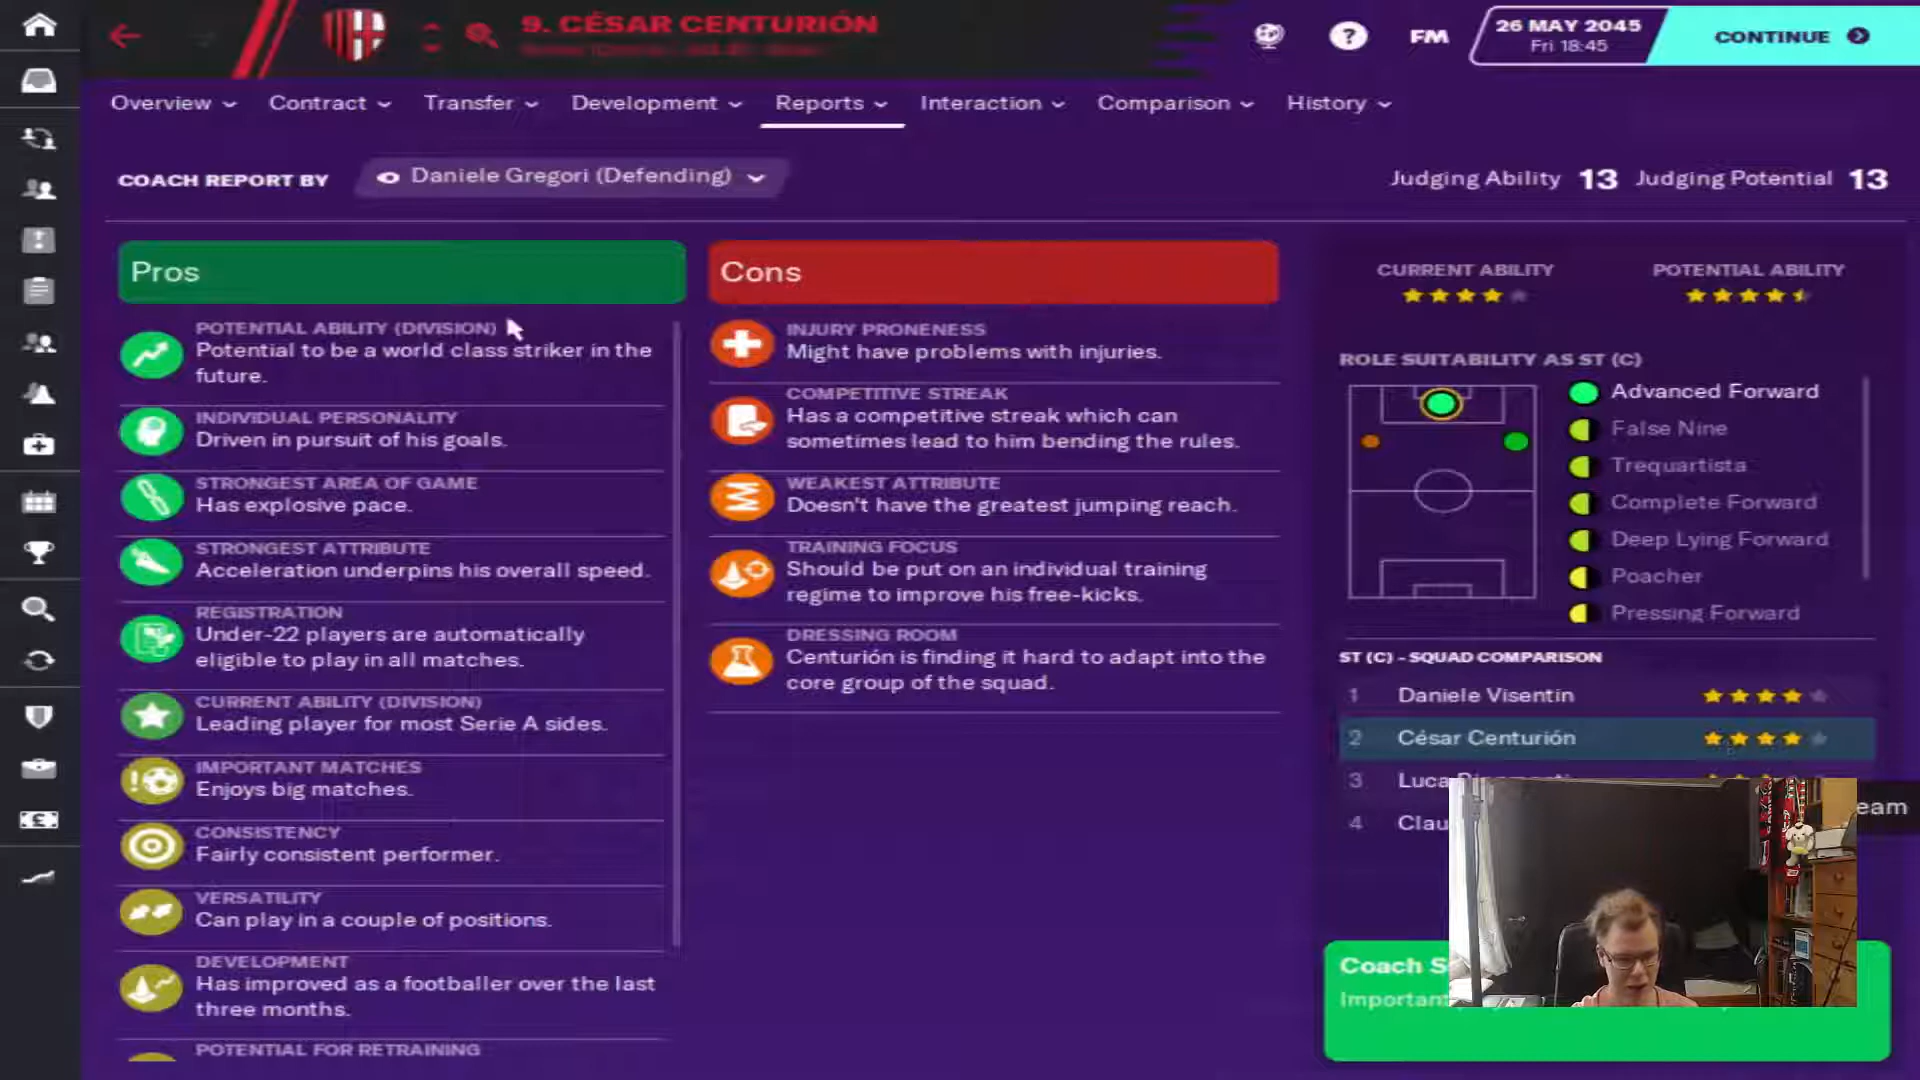 9. CÉSAR CENTURIÓN
FM
26 MAY 2045
Fri 18:45
CONTINUE
Overview
Contract
Transfer
Development
Reports
Interaction
Comparison
History
COACH REPORT BY
Daniele Gregori (Defending)
Judging Ability 13
Judging Potential 13
Pros
POTENTIAL ABILITY (DIVISION)
Potential to be a world class striker in the
future.
INDIVIDUAL PERSONALITY
Driven in pursuit of his goals.
STRONGEST AREA OF GAME
Has explosive pace.
STRONGEST ATTRIBUTE
Acceleration underpins his overall speed.
REGISTRATION
Under-22 players are automatically
eligible to play in all matches.
CURRENT ABILITY (DIVISION)
Leading player for most Serie A sides.
IMPORTANT MATCHES
Enjoys big matches.
CONSISTENCY
Fairly consistent performer.
VERSATILITY
Can play in a couple of positions.
DEVELOPMENT
Has improved as a footballer over the last
three months.
POTENTIAL FOR RETRAINING
Cons
INJURY PRONENESS
Might have problems with injuries.
COMPETITIVE STREAK
Has a competitive streak which can
sometimes lead to him bending the rules.
WEAKEST ATTRIBUTE
Doesn't have the greatest jumping reach.
TRAINING FOCUS
Should be put on an individual training
regime to improve his free-kicks.
DRESSING ROOM
Centurión is finding it hard to adapt into the
core group of the squad.
CURRENT ABILITY
POTENTIAL ABILITY
ROLE SUITABILITY AS ST (C)
Advanced Forward
False Nine
Trequartista
Complete Forward
Deep Lying Forward
Poacher
Pressing Forward
ST (C) - SQUAD COMPARISON
1 Daniele Visentin
2 César Centurión
3 Luca
4 Clau
eam
Coach S
Important